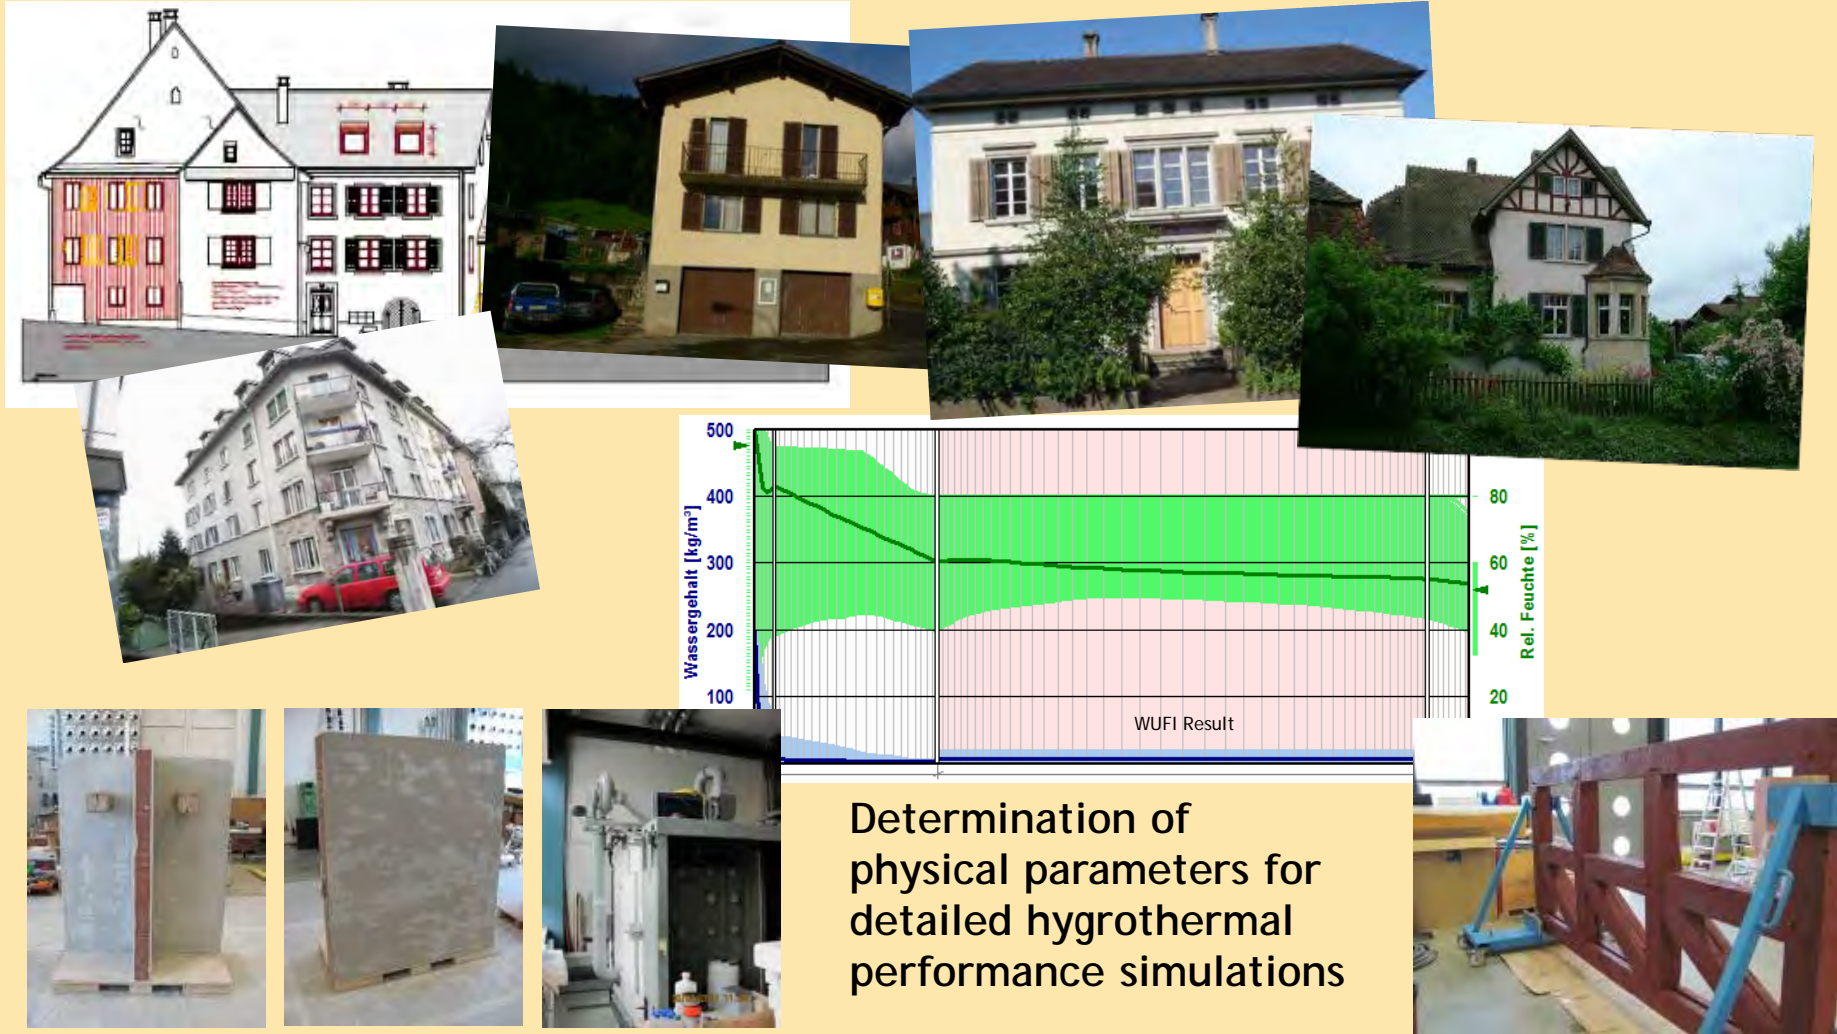 500
400
300
200
100
Wassergehalt [kg/m³]
80
60
40
20
Rel. Feuchte [%]
WUFI Result
Determination of
physical parameters for
detailed hygrothermal
performance simulations